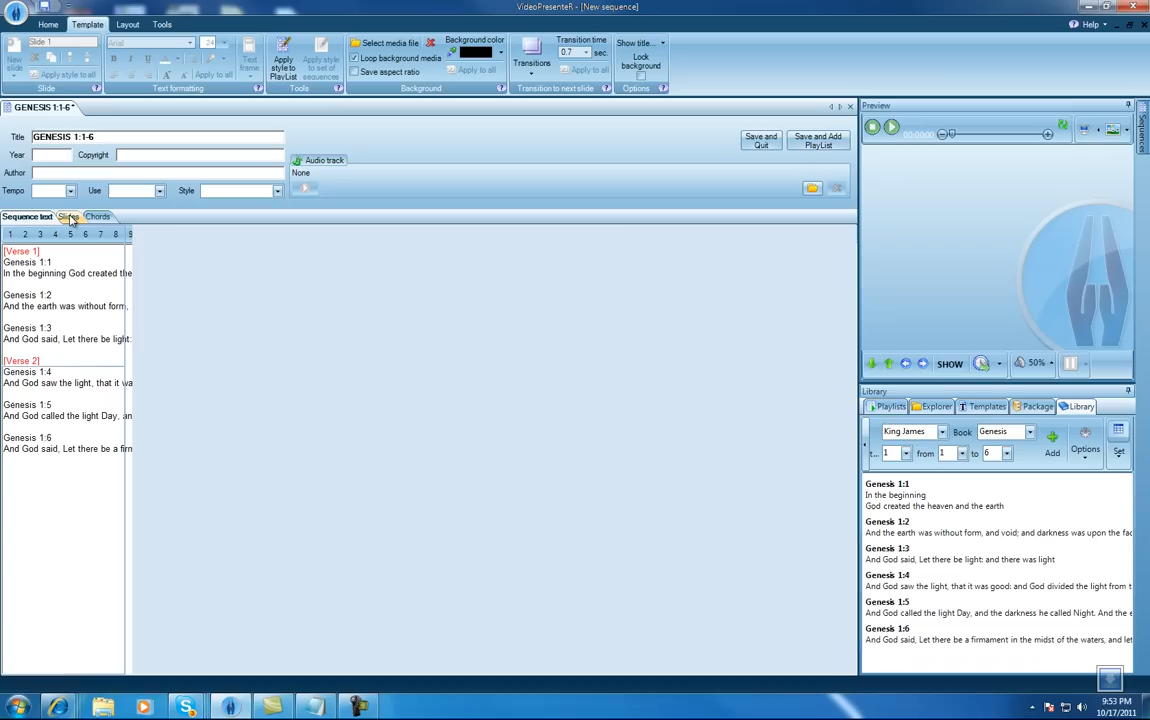 VideoPresenteR - [New sequence]
Home Template Layout Tools
Help
New slide
Slide 1
Apply style to all
Slide
Arial
24
B I U
A A
Apply to all
Text formatting
Text frame
Apply style to PlayList
Apply style to set of sequences
Tools
Select media file
Loop background media
Save aspect ratio
Background color
Apply to all
Background
Transitions
Transition time
0.7 sec.
Apply to all
Transition to next slide
Show title...
Lock background
Options
GENESIS 1:1-6*
Title GENESIS 1:1-6
Year Copyright
Author
Tempo Use Style
Audio track
None
Save and Quit
Save and Add PlayList
Sequence text Slides Chords
1 2 3 4 5 6 7 8 9
[Verse 1]
Genesis 1:1
In the beginning God created the
Genesis 1:2
And the earth was without form,
Genesis 1:3
And God said, Let there be light:
[Verse 2]
Genesis 1:4
And God saw the light, that it wa
Genesis 1:5
And God called the light Day, an
Genesis 1:6
And God said, Let there be a firm
Preview
00:00:00
SHOW
50%
Sequences
Library
Playlists Explorer Templates Package Library
King James Book Genesis
t... 1 from 1 to 6
Add
Options
Set
Genesis 1:1
In the beginning
God created the heaven and the earth
Genesis 1:2
And the earth was without form, and void; and darkness was upon the fac
Genesis 1:3
And God said, Let there be light: and there was light
Genesis 1:4
And God saw the light, that it was good: and God divided the light from t
Genesis 1:5
And God called the light Day, and the darkness he called Night. And the e
Genesis 1:6
And God said, Let there be a firmament in the midst of the waters, and let
9:53 PM
10/17/2011